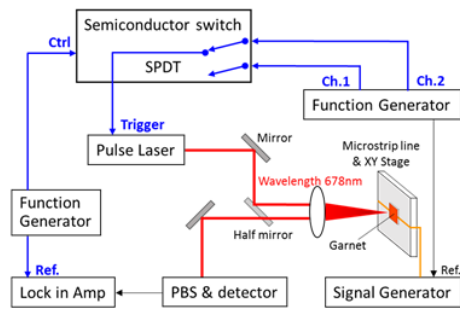 Semiconductor switch
Ctrl
SPDT
Ch.1
Ch.2
Function Generator
Trigger
Pulse Laser
Mirror
Microstrip line
& XY Stage
Wavelength 678nm
Function
Generator
Half mirror
Garnet
Ref.
Ref.
Lock in Amp
PBS & detector
Signal Generator